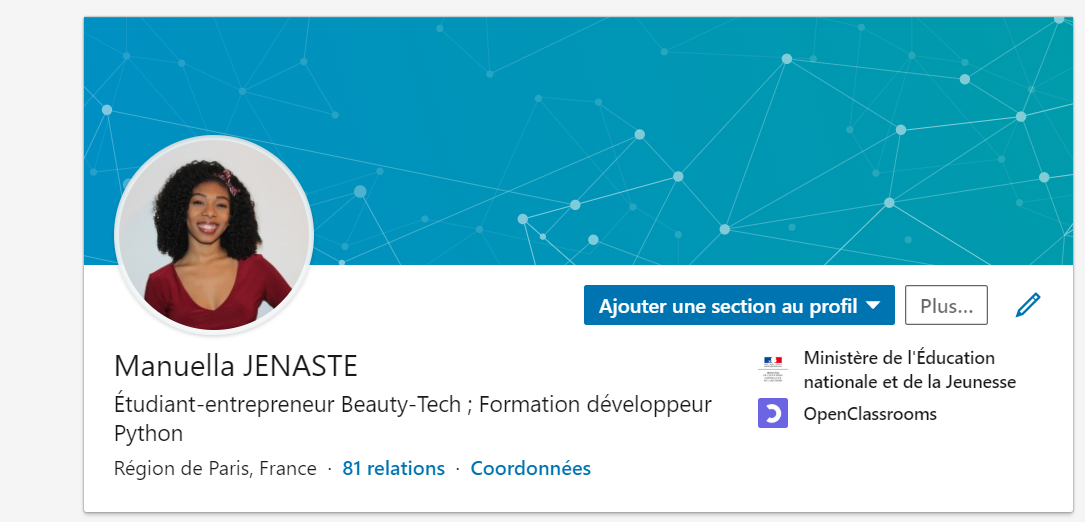 Ajouter une section au profil
Plus...
Manuella JENASTE
Étudiant-entrepreneur Beauty-Tech ; Formation développeur
Python
Région de Paris, France · 81 relations · Coordonnées
Ministère de l'Éducation
nationale et de la Jeunesse
OpenClassrooms